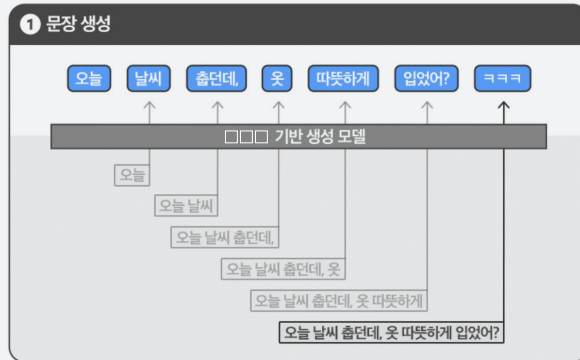 1 문장 생성
오늘 날씨 춥던데, 옷 따뜻하게 입었어? ㅋㅋㅋ
□□□ 기반 생성 모델
오늘
오늘 날씨
오늘 날씨 춥던데,
오늘 날씨 춥던데, 옷
오늘 날씨 춥던데, 옷 따뜻하게
오늘 날씨 춥던데, 옷 따뜻하게 입었어?